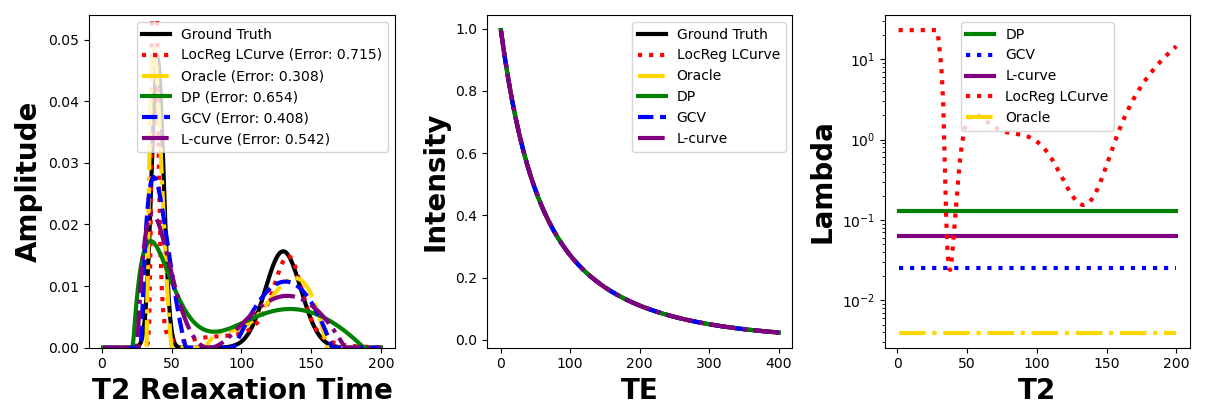 Amplitude
0.05
0.04
0.03
0.02
0.01
0.00
Ground Truth
LocReg LCurve (Error: 0.715)
Oracle (Error: 0.308)
DP (Error: 0.654)
GCV (Error: 0.408)
L-curve (Error: 0.542)
0 50 100 150 200
T2 Relaxation Time
Intensity
1.0
0.8
0.6
0.4
0.2
0.0
Ground Truth
LocReg LCurve
Oracle
DP
GCV
L-curve
0 100 200 300 400
TE
Lambda
10¹
10⁰
10⁻¹
10⁻²
DP
GCV
L-curve
LocReg LCurve
Oracle
0 50 100 150 200
T2